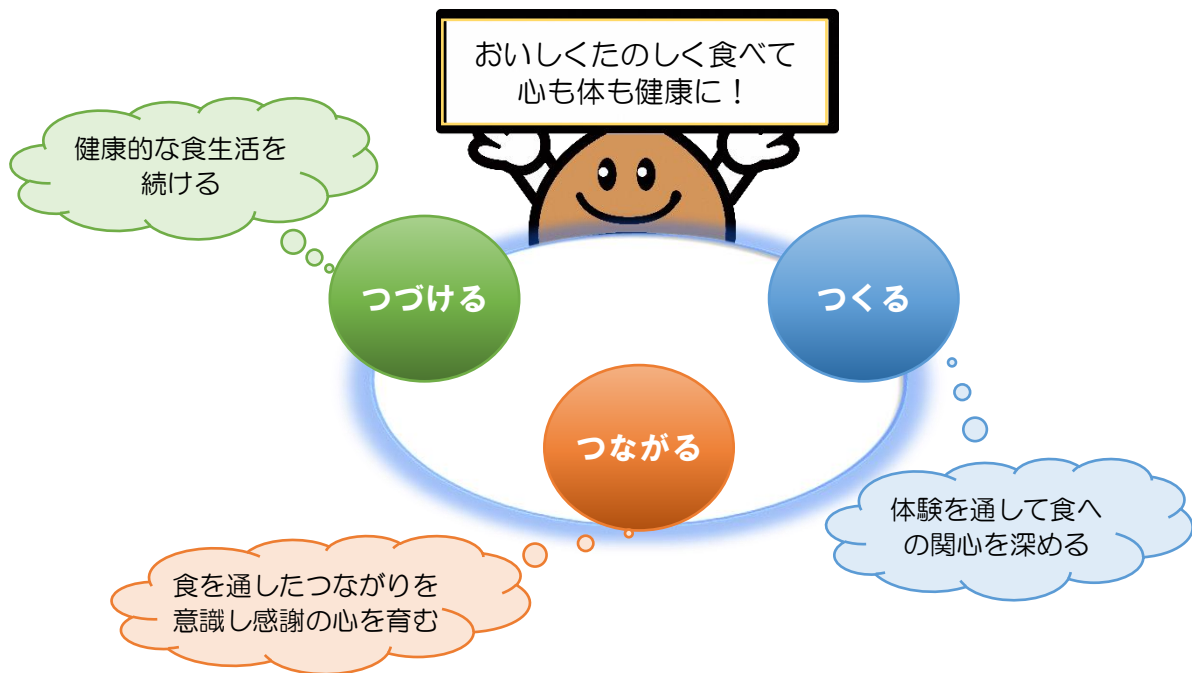 おいしくたのしく食べて
心も体も健康に！
健康的な食生活を
続ける
つづける
つくる
つながる
体験を通して食へ
の関心を深める
食を通したつながりを
意識し感謝の心を育む